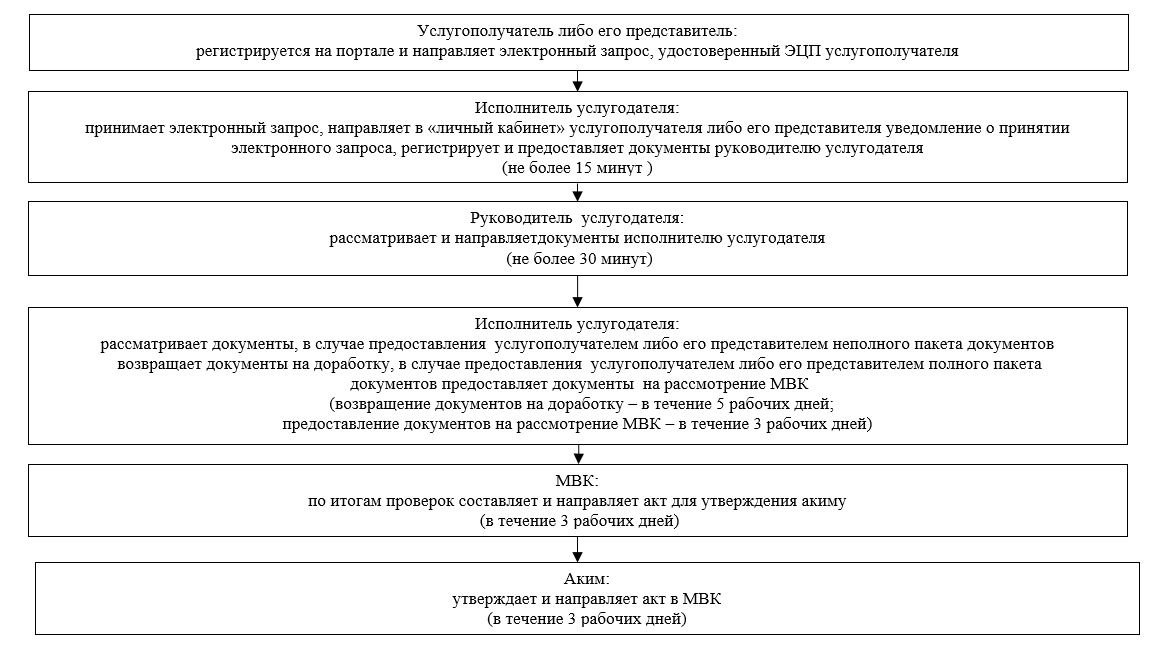 Услугополучатель либо его представитель:
регистрируется на портале и направляет электронный запрос, удостоверенный ЭЦП услугополучателя
Исполнитель услугодателя:
принимает электронный запрос, направляет в «личный кабинет» услугополучателя либо его представителя уведомление о принятии
электронного запроса, регистрирует и предоставляет документы руководителю услугодателя
(не более 15 минут )
Руководитель услугодателя:
рассматривает и направляетдокументы исполнителю услугодателя
(не более 30 минут)
Исполнитель услугодателя:
рассматривает документы, в случае предоставления услугополучателем либо его представителем неполного пакета документов
возвращает документы на доработку, в случае предоставления услугополучателем либо его представителем полного пакета
документов предоставляет документы на рассмотрение МВК
(возвращение документов на доработку – в течение 5 рабочих дней;
предоставление документов на рассмотрение МВК – в течение 3 рабочих дней)
МВК:
по итогам проверок составляет и направляет акт для утверждения акиму
(в течение 3 рабочих дней)
Аким:
утверждает и направляет акт в МВК
(в течение 3 рабочих дней)